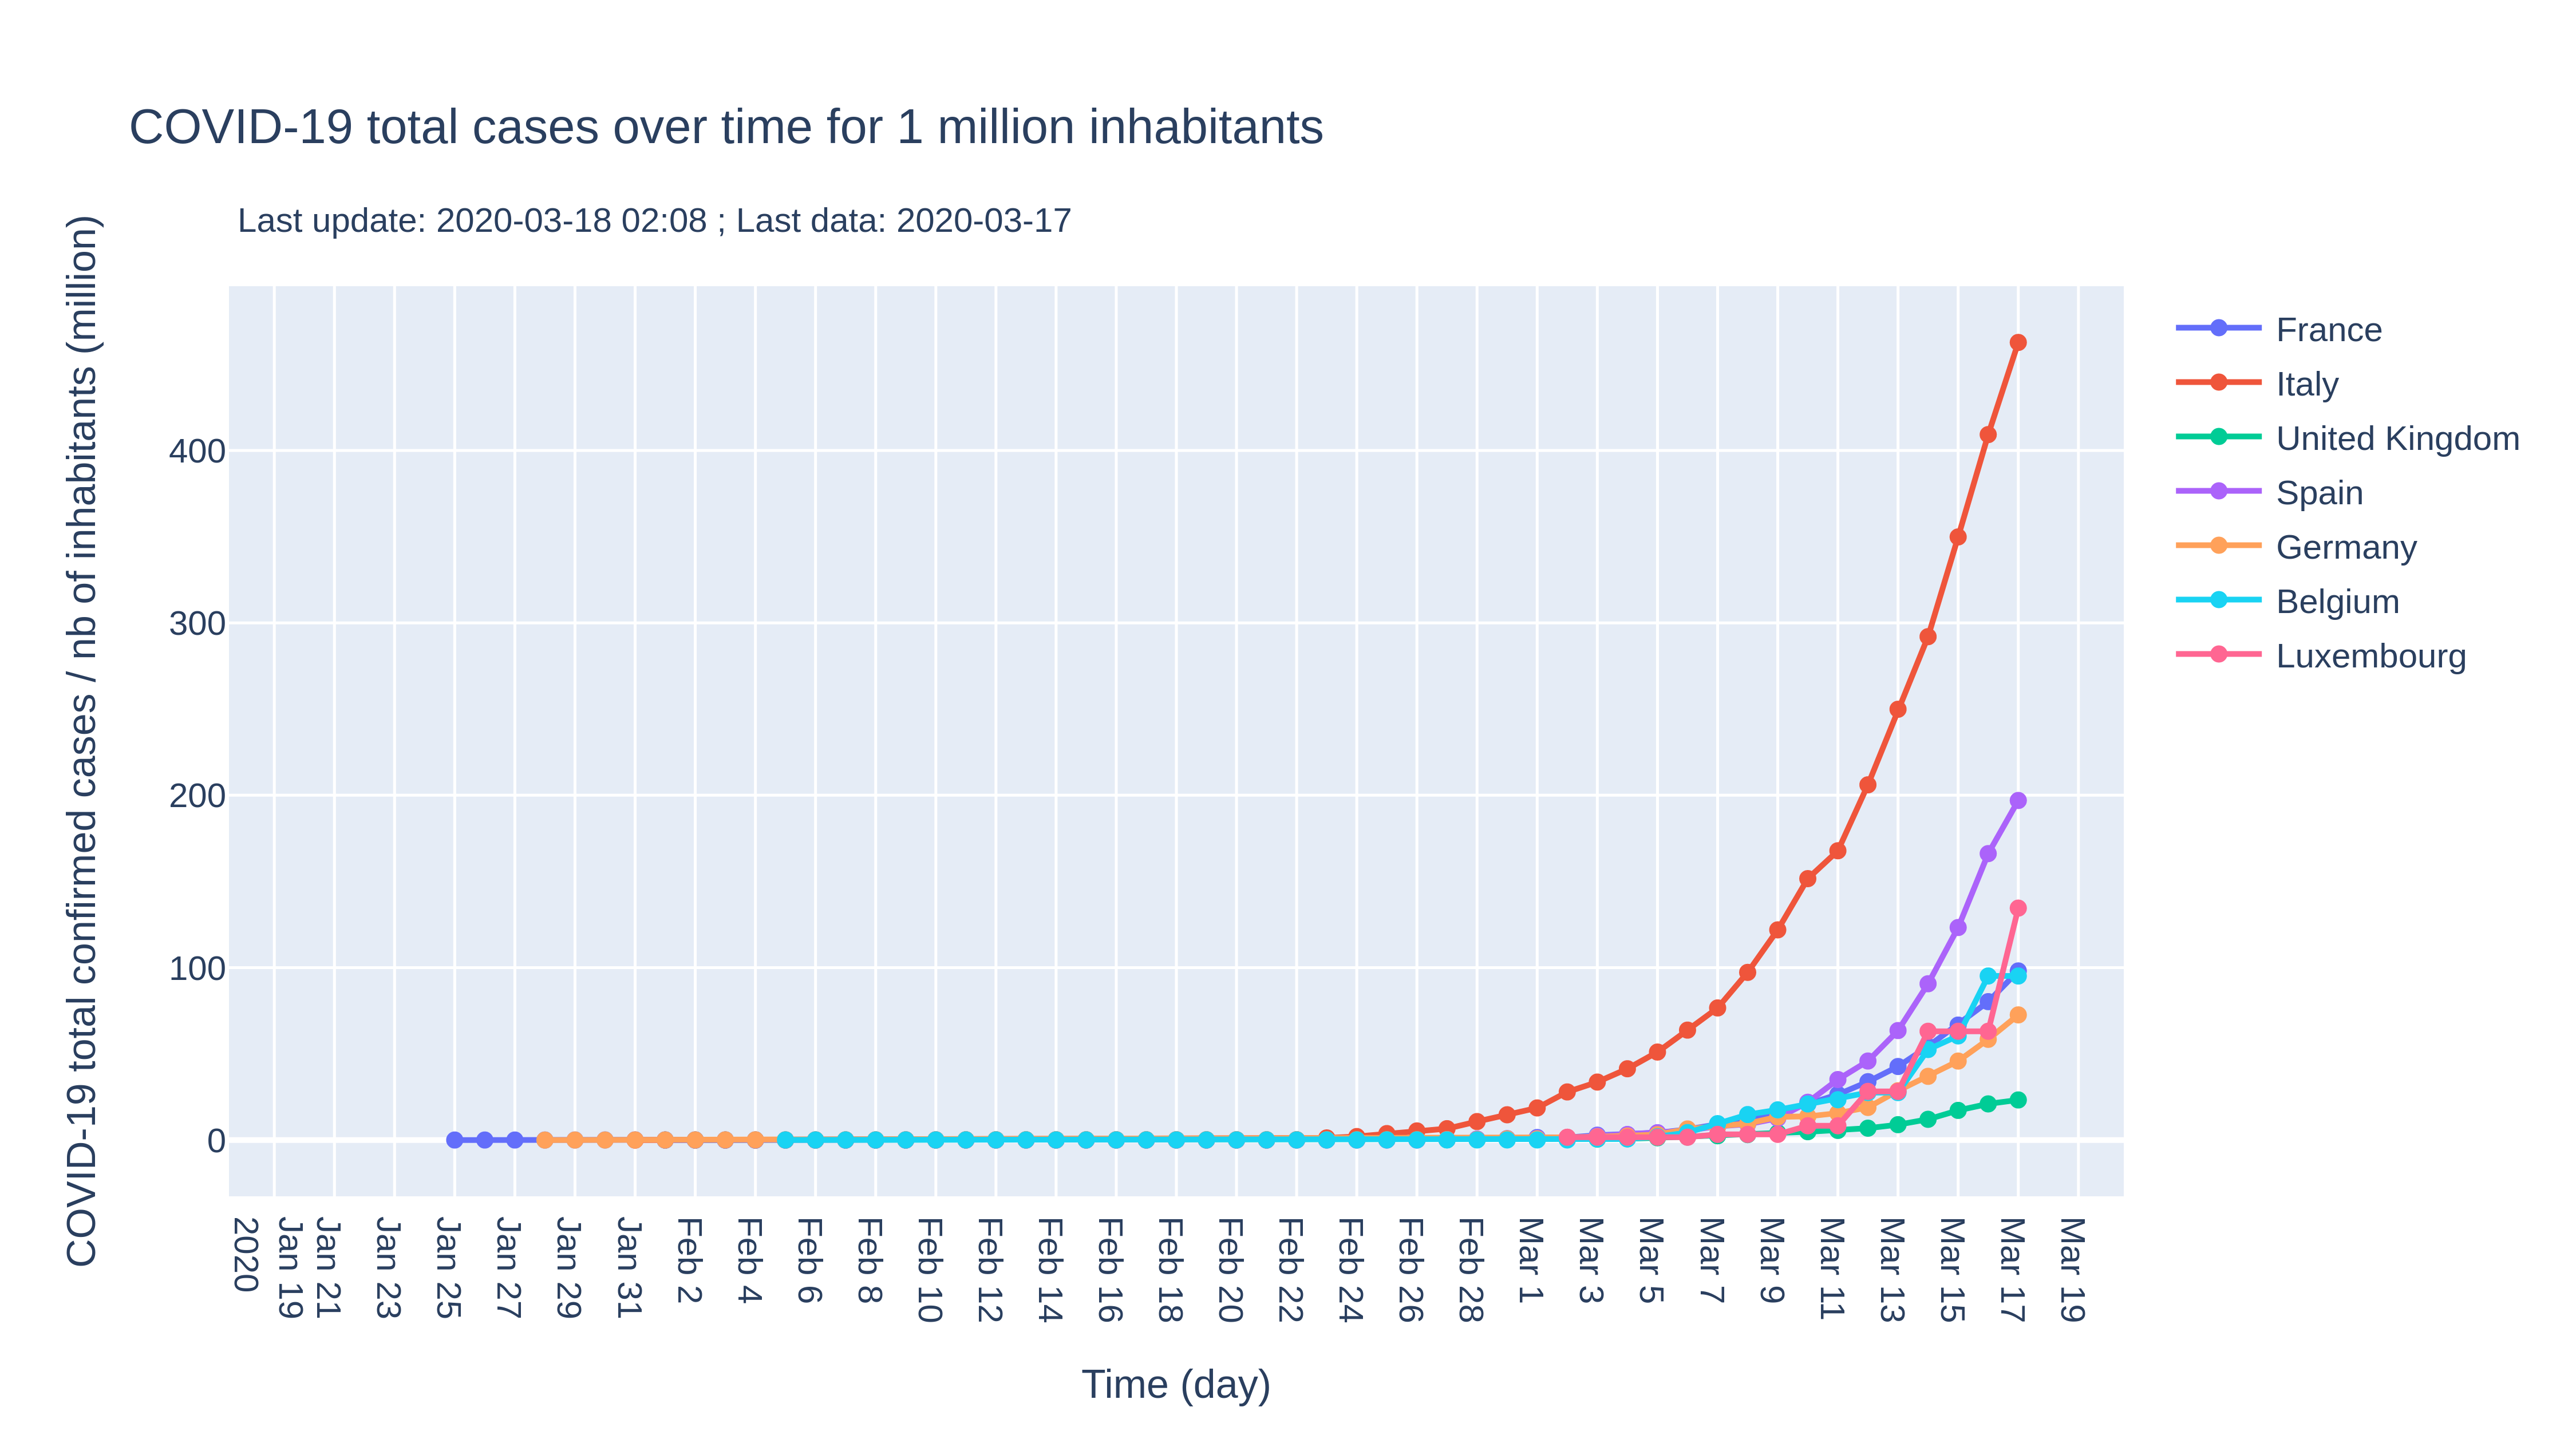 COVID-19 total cases over time for 1 million inhabitants
Last update: 2020-03-18 02:08 ; Last data: 2020-03-17
COVID-19 total confirmed cases / nb of inhabitants (million)
400
300
200
100
0
Jan 19
2020
Jan 21
Jan 23
Jan 25
Jan 27
Jan 29
Jan 31
Feb 2
Feb 4
Feb 6
Feb 8
Feb 10
Feb 12
Feb 14
Feb 16
Feb 18
Feb 20
Feb 22
Feb 24
Feb 26
Feb 28
Mar 1
Mar 3
Mar 5
Mar 7
Mar 9
Mar 11
Mar 13
Mar 15
Mar 17
Mar 19
Time (day)
France
Italy
United Kingdom
Spain
Germany
Belgium
Luxembourg